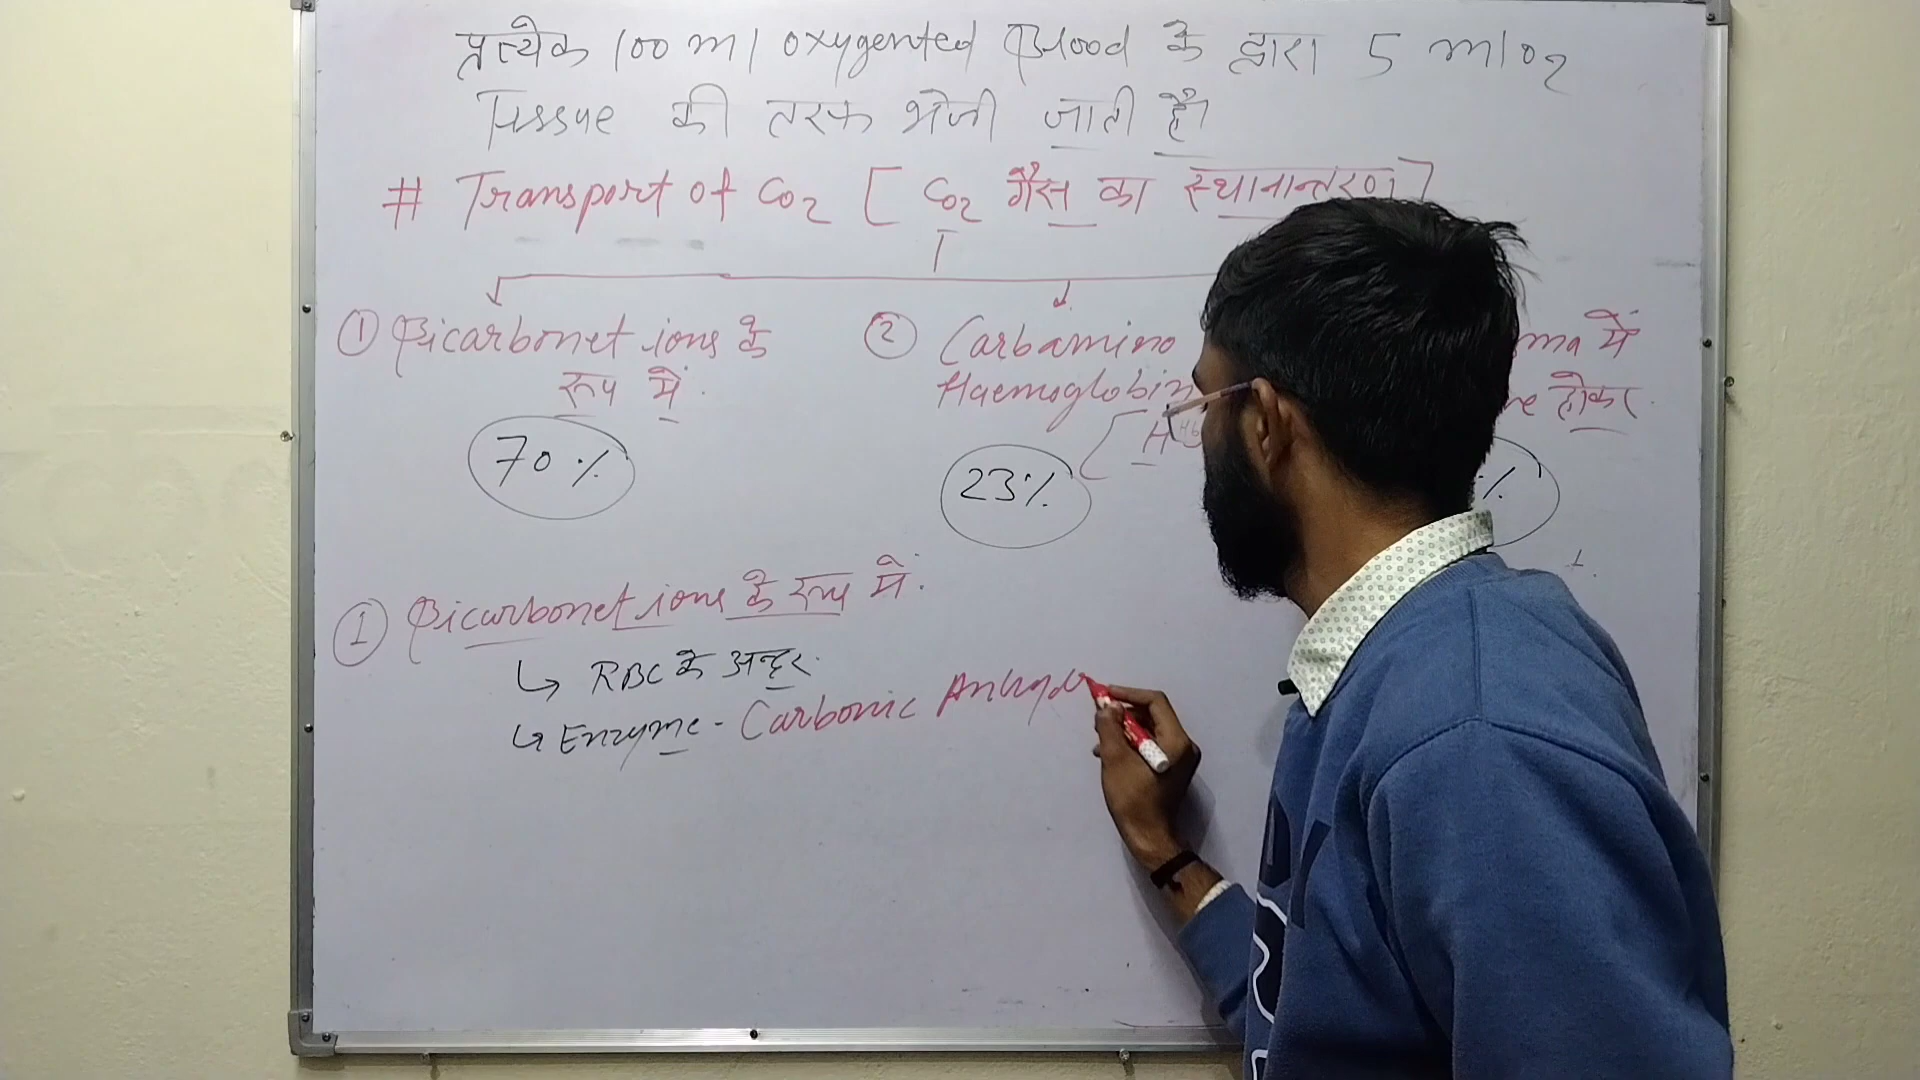 प्रत्येक 100 ml oxygented Blood के द्वारा 5 ml O2
Tissue की तरफ भेजी जाती है।
# Transport of CO2 [ CO2 गैस का स्थानान्तरण ]
① Bicarbonet ions के
रूप में.
70 %
② Carbamino
Haemoglobin
23%
में
होकर.
%
① Bicarbonet ions के रूप में.
↳ RBC के अन्दर.
↳ Enzyme - Carbonic Anhyd